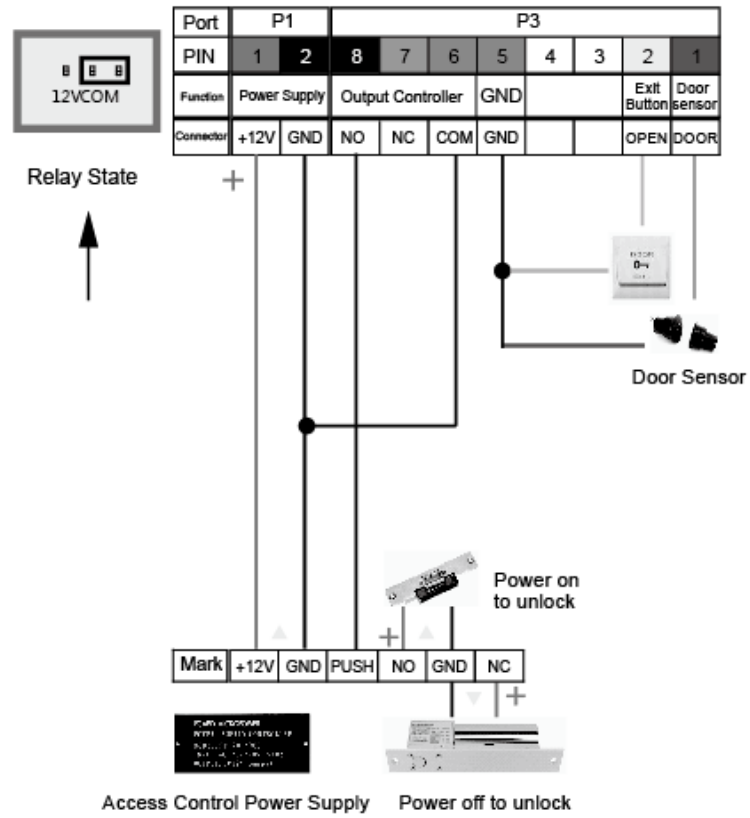 Port P1 P3
PIN 1 2 8 7 6 5 4 3 2 1
Function Power Supply Output Controller GND Exit Button Door sensor
Connector +12V GND NO NC COM GND OPEN DOOR
12VCOM
Relay State
+
Door Sensor
Power on
to unlock
+
Mark +12V GND PUSH NO GND NC
+
Access Control Power Supply Power off to unlock